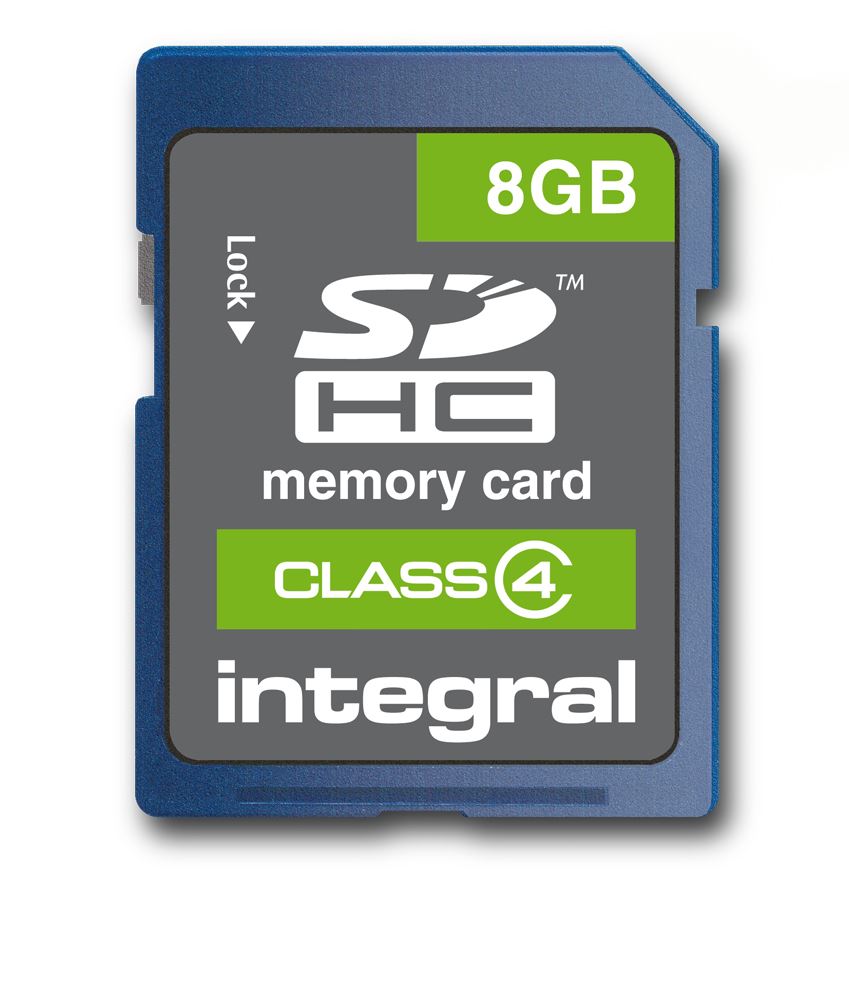 8GB
Lock
SD™
HC
memory card
CLASS 4
integral